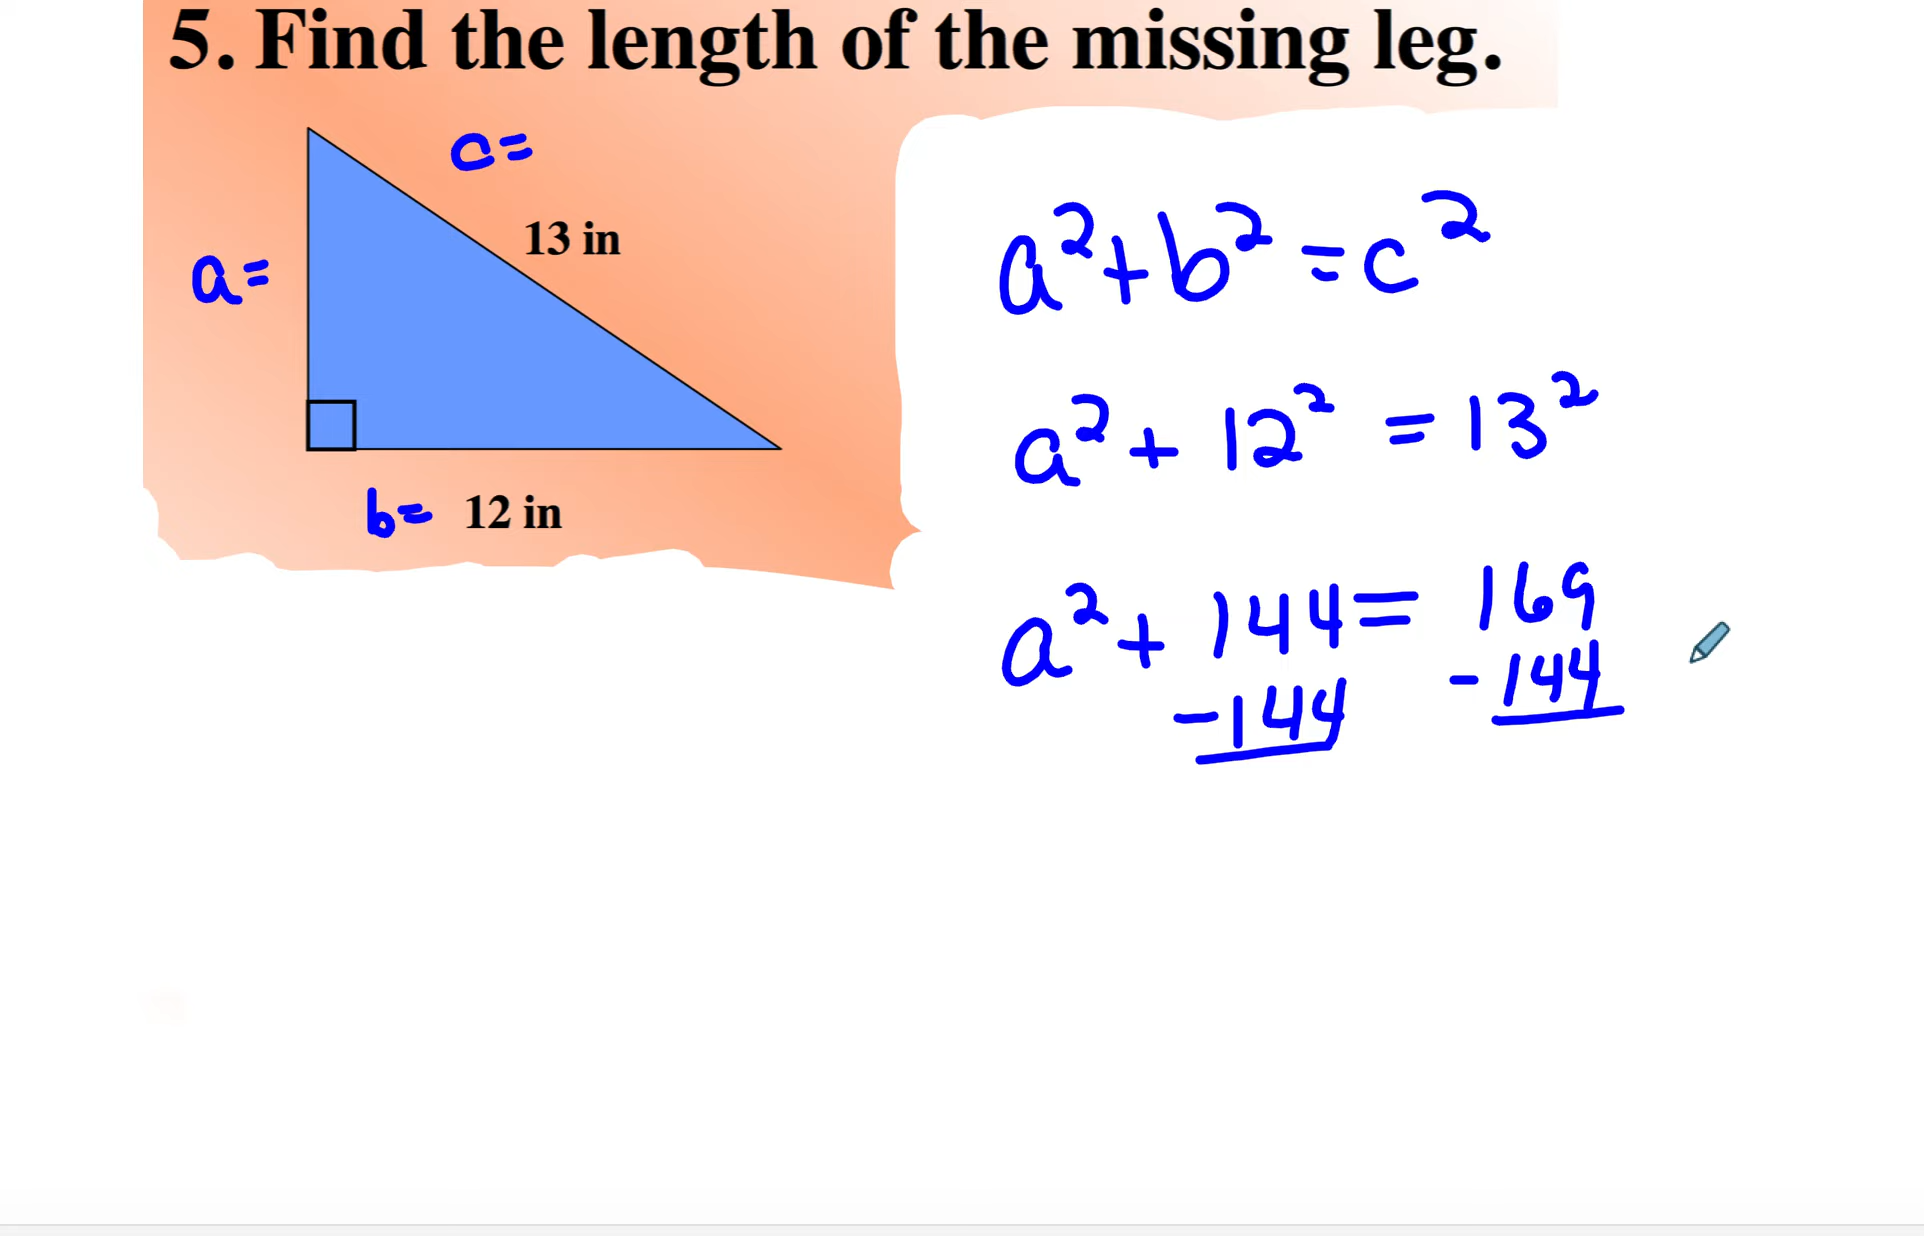 5. Find the length of the missing leg.
c=
13 in
a=
b= 12 in
a²+b²=c²
a²+12²=13²
a²+144=169
-144 -144